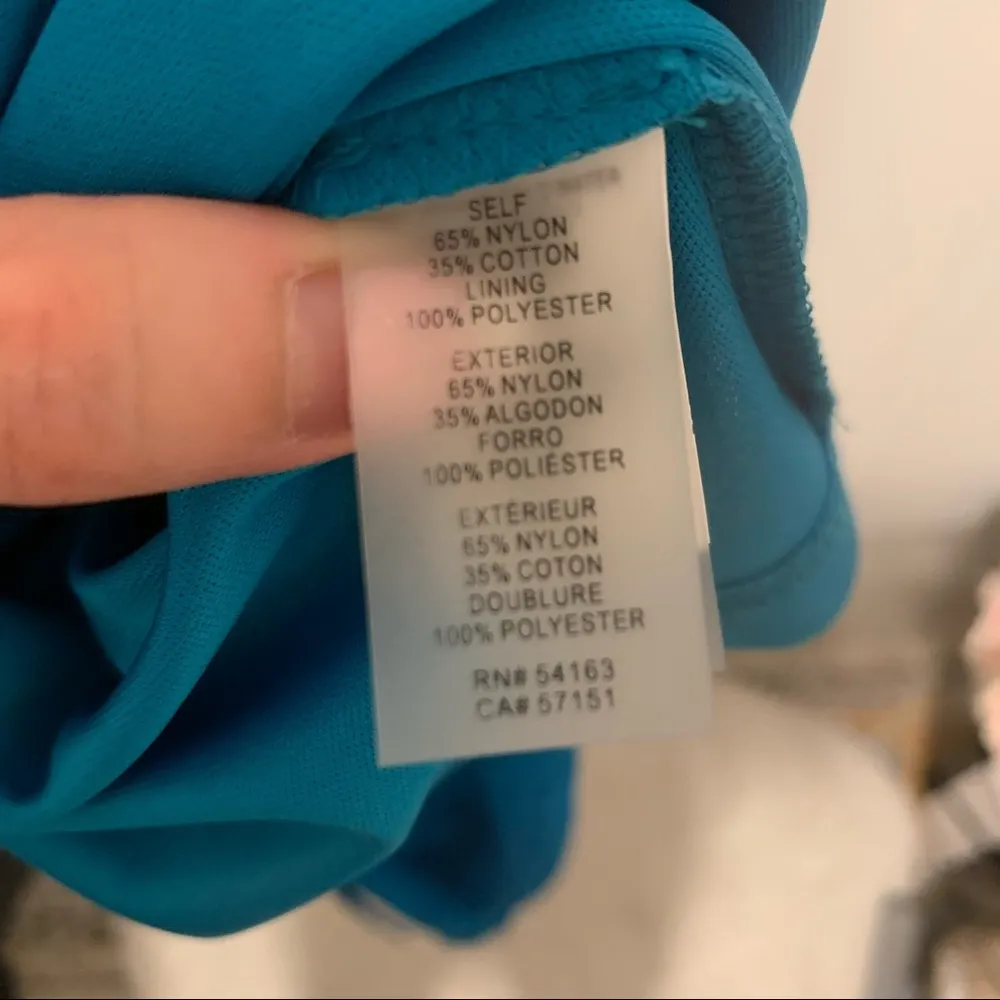 SELF
65% NYLON
35% COTTON
LINING
100% POLYESTER
EXTERIOR
65% NYLON
35% ALGODON
FORRO
100% POLIÉSTER
EXTÉRIEUR
65% NYLON
35% COTON
DOUBLURE
100% POLYESTER
RN# 54163
CA# 57151